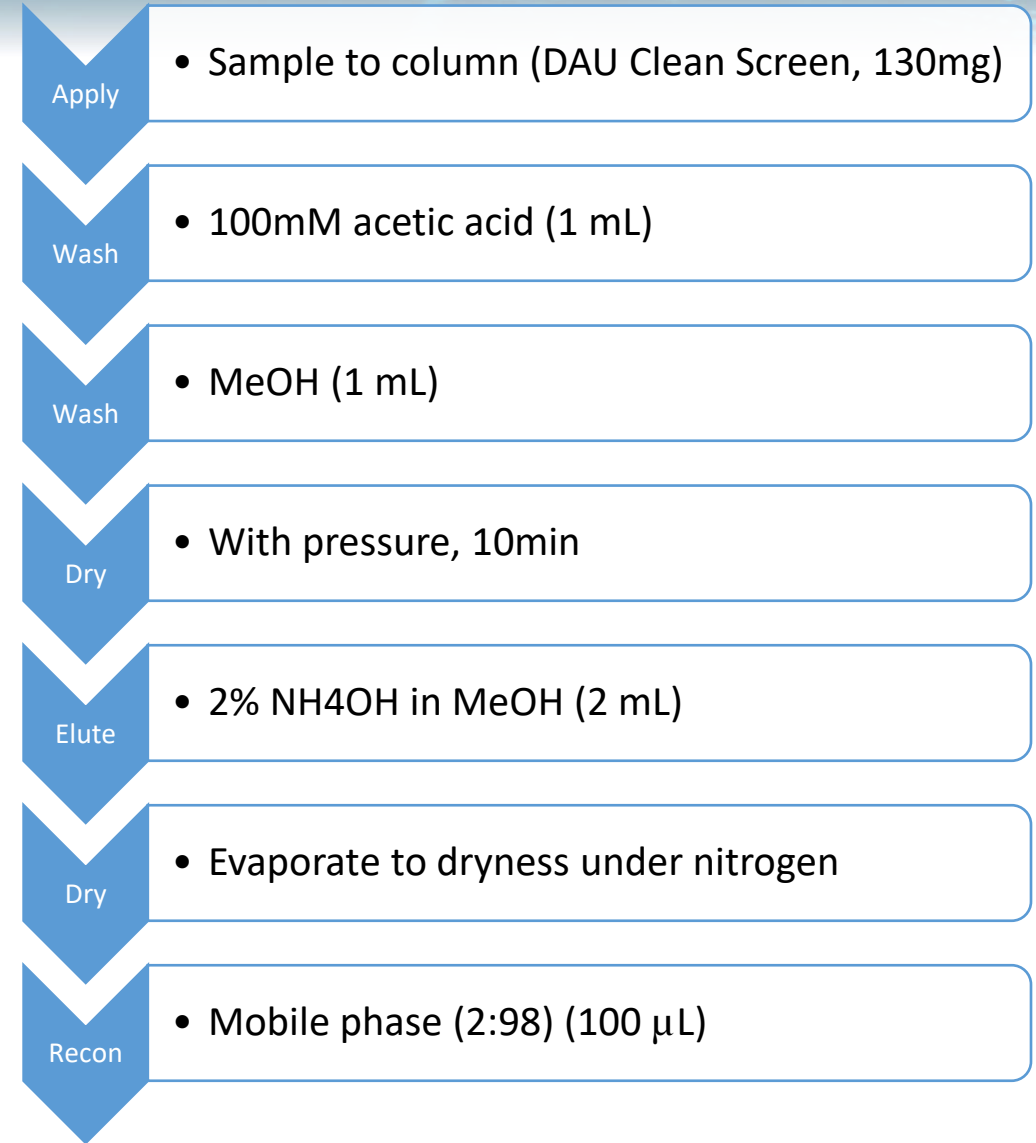 Apply
• Sample to column (DAU Clean Screen, 130mg)
Wash
• 100mM acetic acid (1 mL)
Wash
• MeOH (1 mL)
Dry
• With pressure, 10min
Elute
• 2% NH4OH in MeOH (2 mL)
Dry
• Evaporate to dryness under nitrogen
Recon
• Mobile phase (2:98) (100 μL)